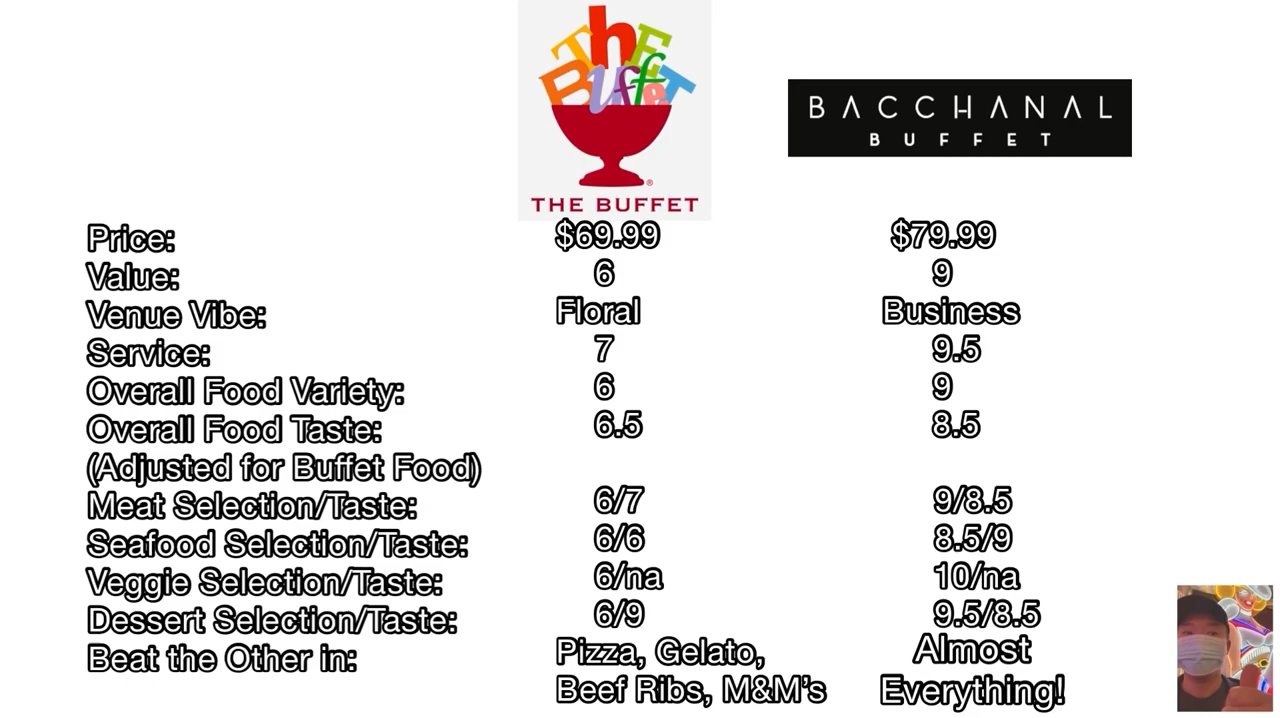 The Buffet
THE BUFFET
BACCHANAL
BUFFET
Price: $69.99 $79.99
Value: 6 9
Venue Vibe: Floral Business
Service: 7 9.5
Overall Food Variety: 6 9
Overall Food Taste: 6.5 8.5
(Adjusted for Buffet Food)
Meat Selection/Taste: 6/7 9/8.5
Seafood Selection/Taste: 6/6 8.5/9
Veggie Selection/Taste: 6/na 10/na
Dessert Selection/Taste: 6/9 9.5/8.5
Beat the Other in: Pizza, Gelato, Almost
Beef Ribs, M&M's Everything!